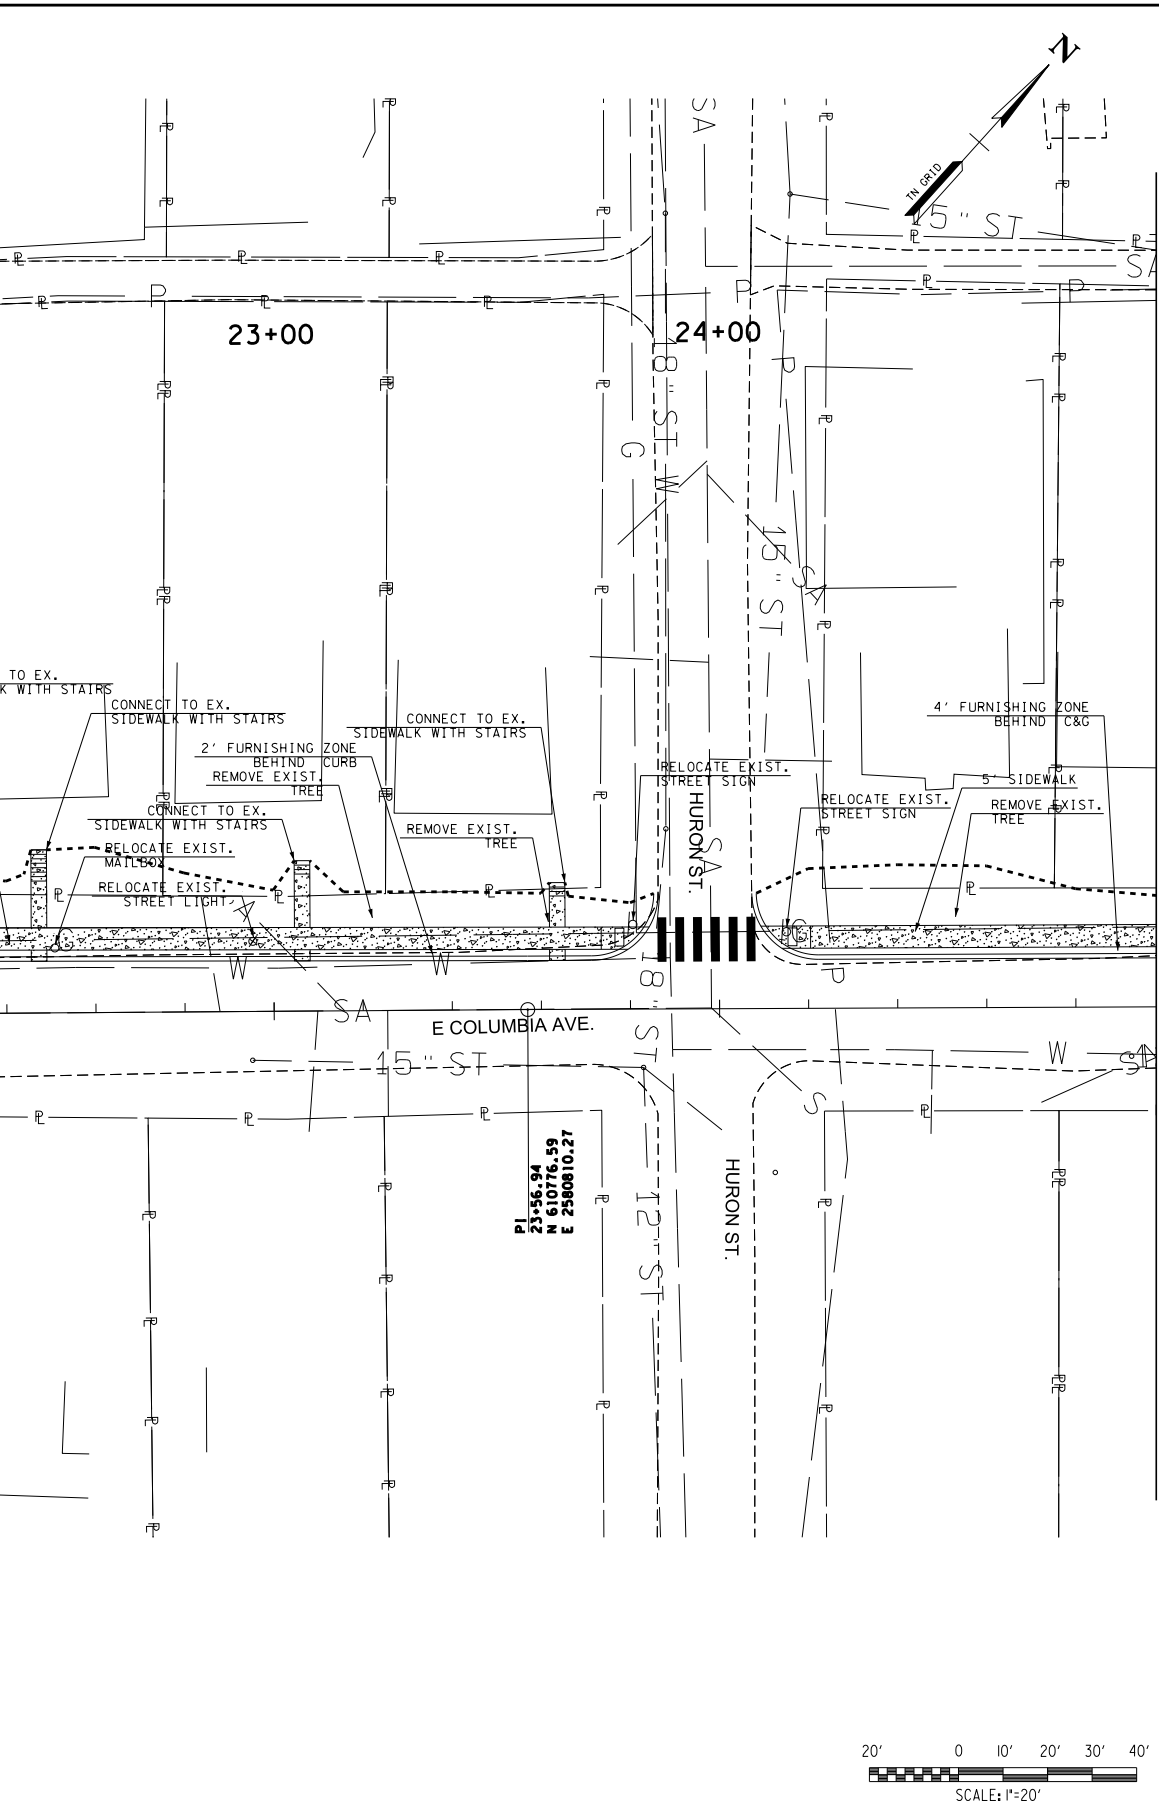 N
TN GRID
SA
15" ST
SA
P
P
P
23+00
24+00
P
18" ST
G
W
15" ST
SA
TO EX.
K WITH STAIRS
CONNECT TO EX.
SIDEWALK WITH STAIRS
CONNECT TO EX.
SIDEWALK WITH STAIRS
4' FURNISHING ZONE
BEHIND C&G
2' FURNISHING ZONE
BEHIND CURB
REMOVE EXIST.
TREE
RELOCATE EXIST.
STREET SIGN
5' SIDEWALK
CONNECT TO EX.
SIDEWALK WITH STAIRS
REMOVE EXIST.
TREE
HURON ST.
SA
RELOCATE EXIST.
STREET SIGN
REMOVE EXIST.
TREE
RELOCATE EXIST.
MAILBOX
RELOCATE EXIST.
STREET LIGHT
G
G
W
W
18" ST
P
SA
E COLUMBIA AVE.
15" ST
W
SA
S
PI
23+56.94
N 610776.59
E 2580810.27
12" ST
HURON ST.
20' 0 10' 20' 30' 40'
SCALE: 1"=20'